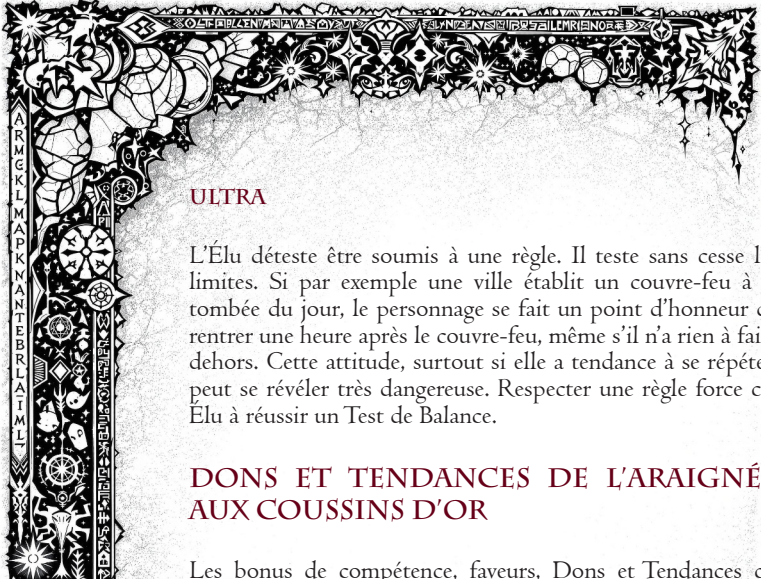 ULTRA
L'Élu déteste être soumis à une règle. Il teste sans cesse
limites. Si par exemple une ville établit un couvre-feu à
tombée du jour, le personnage se fait un point d'honneur
rentrer une heure après le couvre-feu, même s'il n'a rien à
dehors. Cette attitude, surtout si elle a tendance à se
peut se révéler très dangereuse. Respecter une règle force
Élu à réussir un Test de Balance.
DONS ET TENDANCES DE L'ARAIGNÉ
AUX COUSSINS D'OR
Les bonus de compétence, faveurs, Dons et Tendances